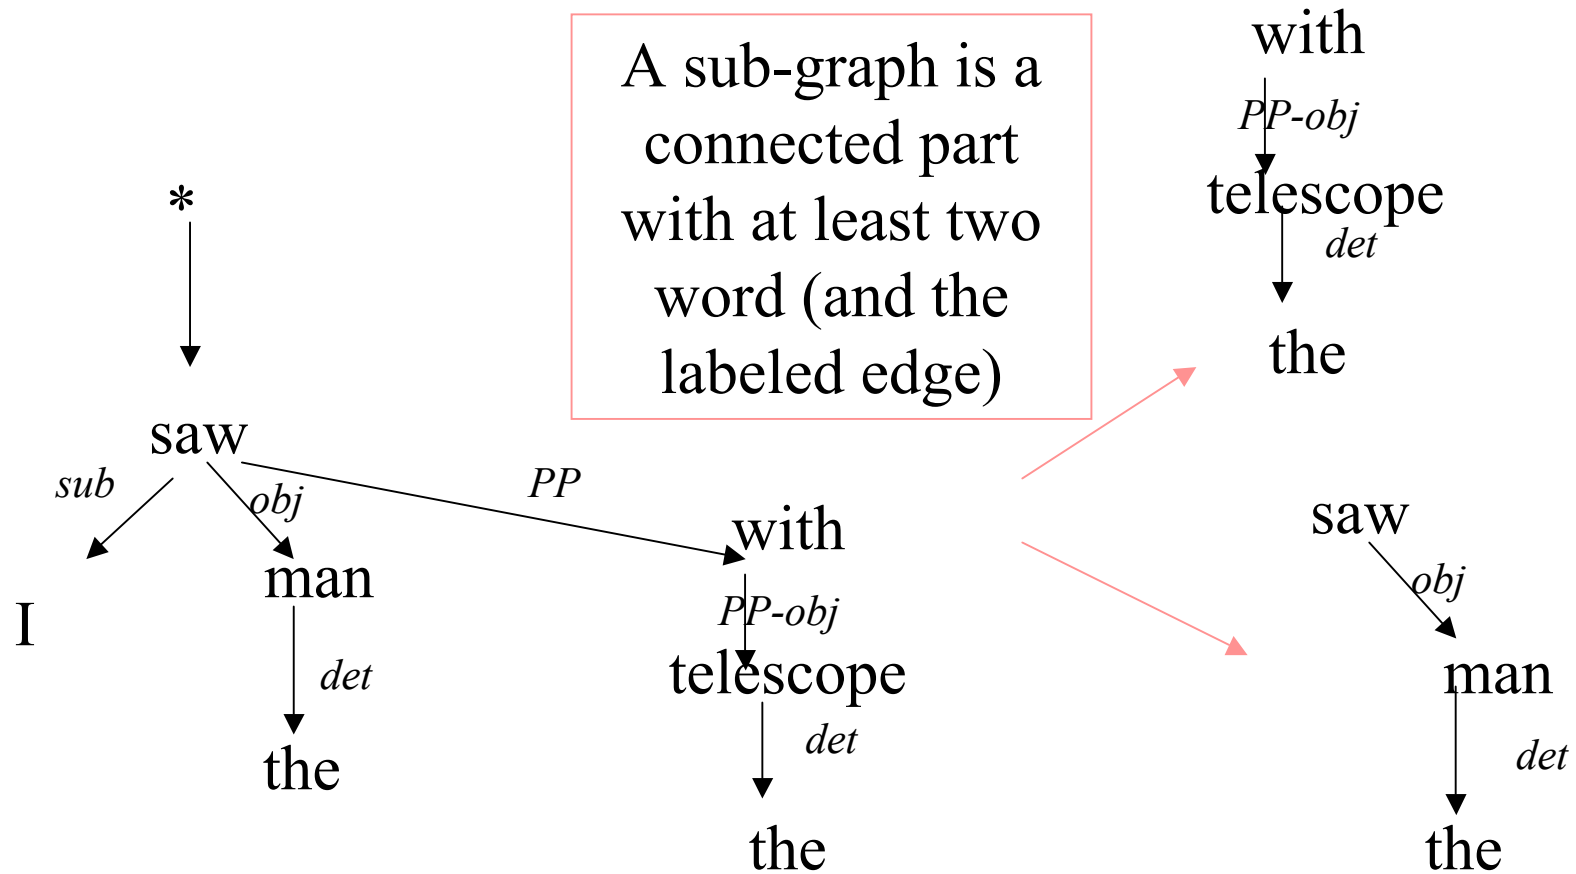 A sub-graph is a
connected part
with at least two
word (and the
labeled edge)
*
saw
sub
obj
PP
I
man
det
the
with
PP-obj
telescope
det
the
with
PP-obj
telescope
det
the
saw
obj
man
det
the